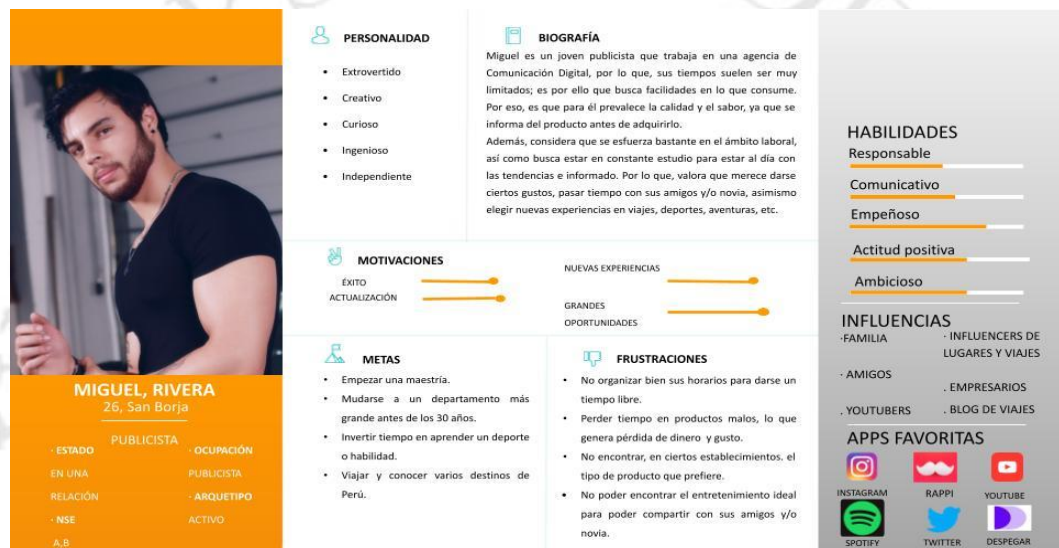 MIGUEL, RIVERA
26, San Borja
PUBLICISTA
· ESTADO
EN UNA
RELACIÓN
· NSE
A,B
· OCUPACIÓN
PUBLICISTA
· ARQUETIPO
ACTIVO
PERSONALIDAD
• Extrovertido
• Creativo
• Curioso
• Ingenioso
• Independiente
BIOGRAFÍA
Miguel es un joven publicista que trabaja en una agencia de
Comunicación Digital, por lo que, sus tiempos suelen ser muy
limitados; es por ello que busca facilidades en lo que consume.
Por eso, es que para él prevalece la calidad y el sabor, ya que se
informa del producto antes de adquirirlo.
Además, considera que se esfuerza bastante en el ámbito laboral,
así como busca estar en constante estudio para estar al día con
las tendencias e informado. Por lo que, valora que merece darse
ciertos gustos, pasar tiempo con sus amigos y/o novia, asimismo
elegir nuevas experiencias en viajes, deportes, aventuras, etc.
MOTIVACIONES
ÉXITO
ACTUALIZACIÓN
NUEVAS EXPERIENCIAS
GRANDES
OPORTUNIDADES
METAS
• Empezar una maestría.
• Mudarse a un departamento más
grande antes de los 30 años.
• Invertir tiempo en aprender un deporte
o habilidad.
• Viajar y conocer varios destinos de
Perú.
FRUSTRACIONES
• No organizar bien sus horarios para darse un
tiempo libre.
• Perder tiempo en productos malos, lo que
genera pérdida de dinero y gusto.
• No encontrar, en ciertos establecimientos. el
tipo de producto que prefiere.
• No poder encontrar el entretenimiento ideal
para poder compartir con sus amigos y/o
novia.
HABILIDADES
Responsable
Comunicativo
Empeñoso
Actitud positiva
Ambicioso
INFLUENCIAS
·FAMILIA
· AMIGOS
. YOUTUBERS
· INFLUENCERS DE
LUGARES Y VIAJES
. EMPRESARIOS
. BLOG DE VIAJES
APPS FAVORITAS
INSTAGRAM
RAPPI
YOUTUBE
SPOTIFY
TWITTER
DESPEGAR